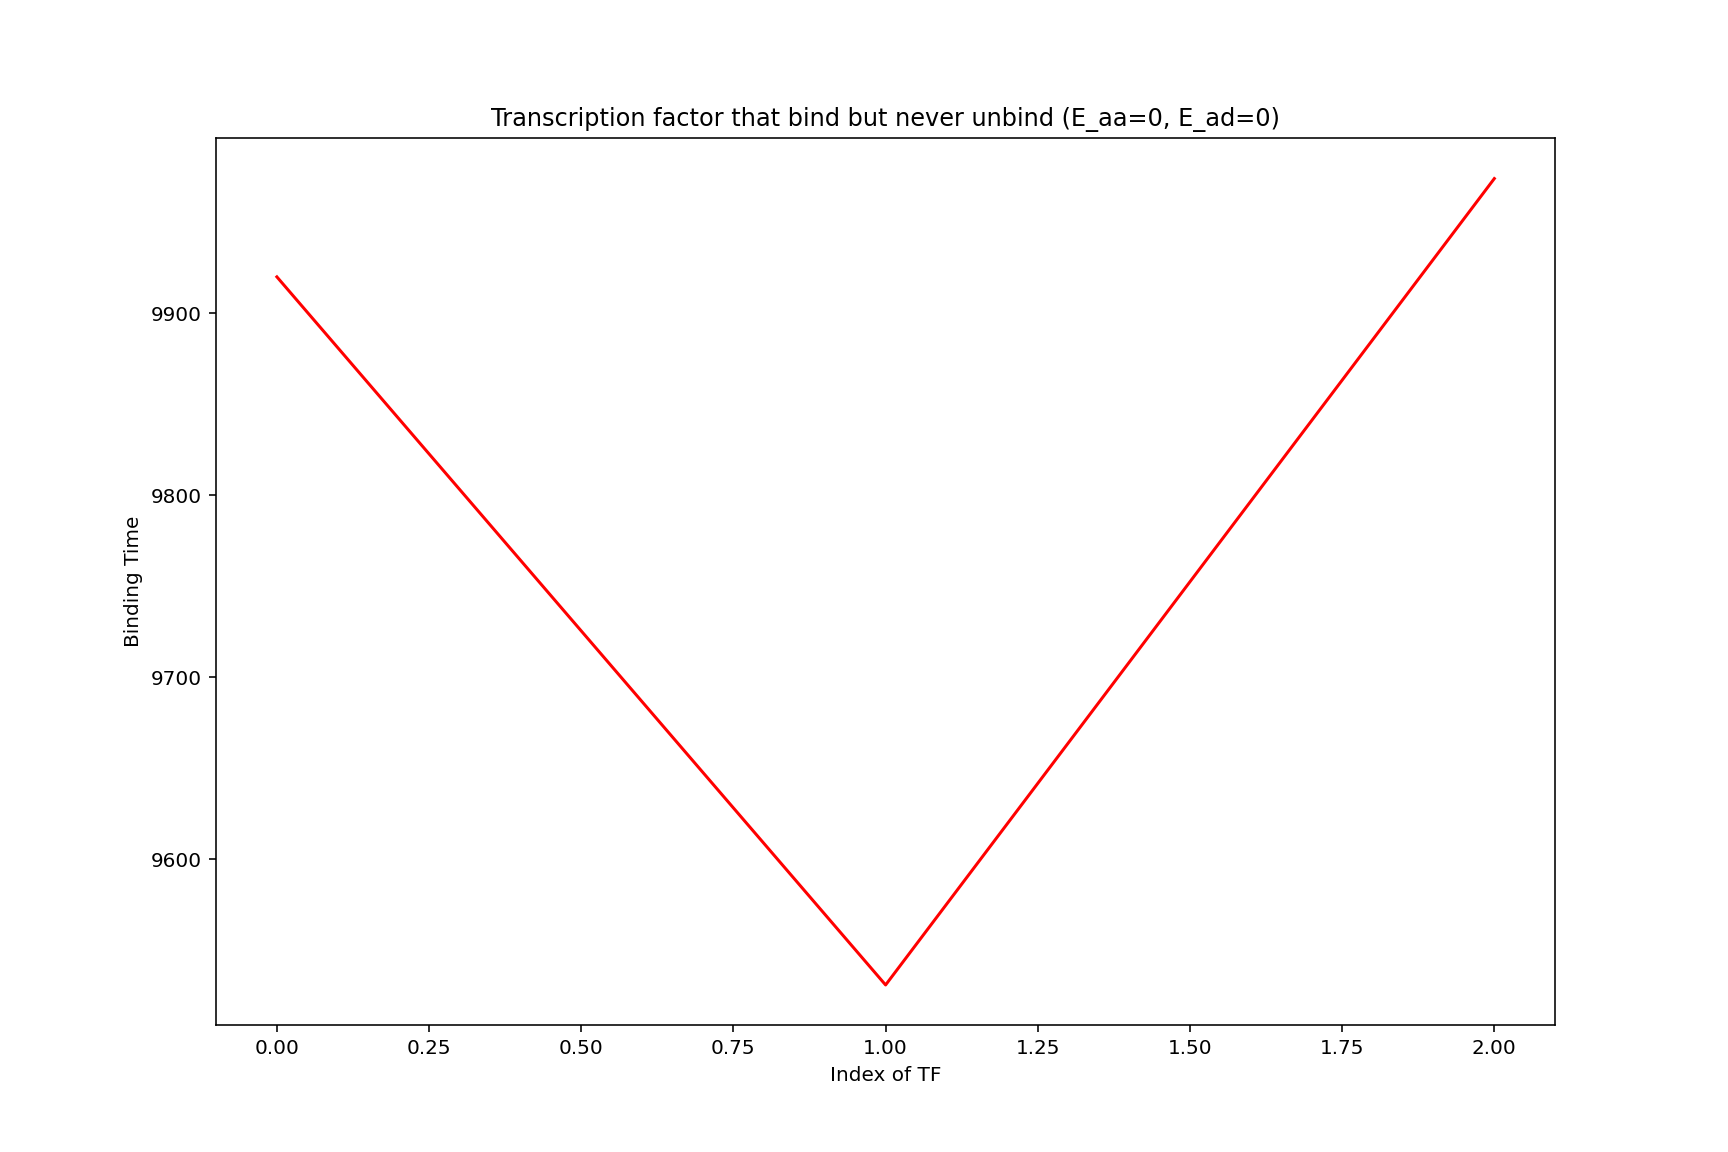 Transcription factor that bind but never unbind (E_aa=0, E_ad=0)
Binding Time
9900
9800
9700
9600
0.00 0.25 0.50 0.75 1.00 1.25 1.50 1.75 2.00
Index of TF